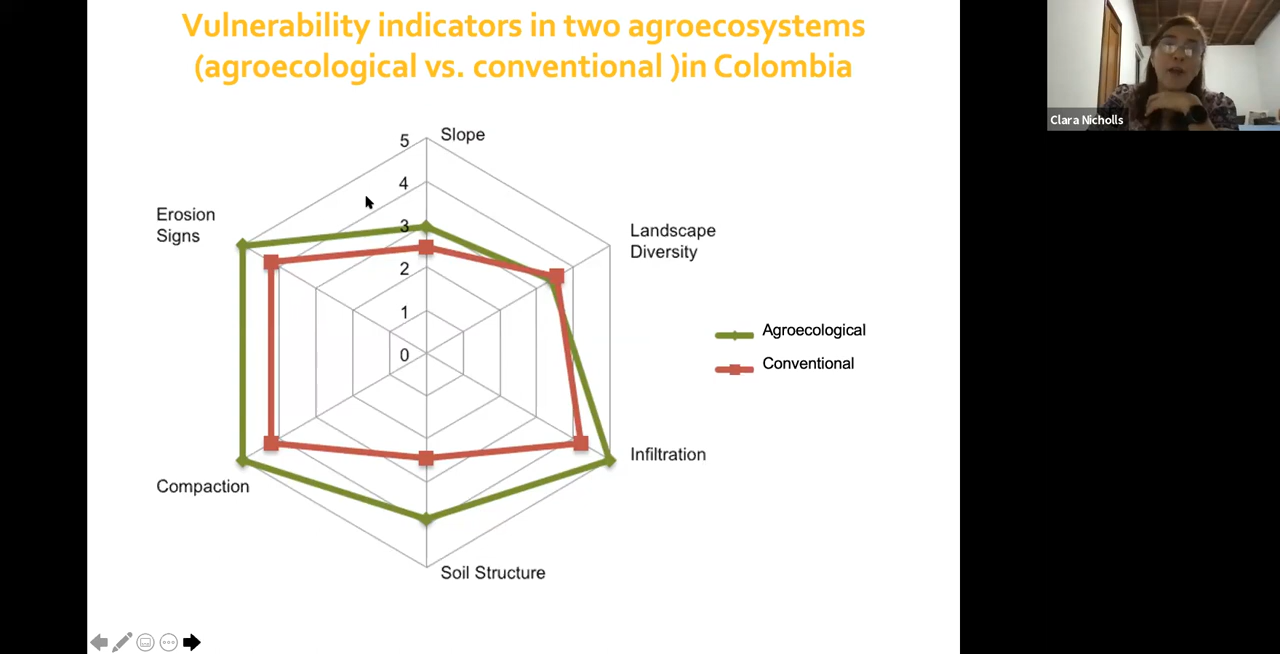 Vulnerability indicators in two agroecosystems
(agroecological vs. conventional )in Colombia
Clara Nicholls
5
Slope
4
3
2
1
0
Erosion
Signs
Landscape
Diversity
Agroecological
Conventional
Infiltration
Compaction
Soil Structure